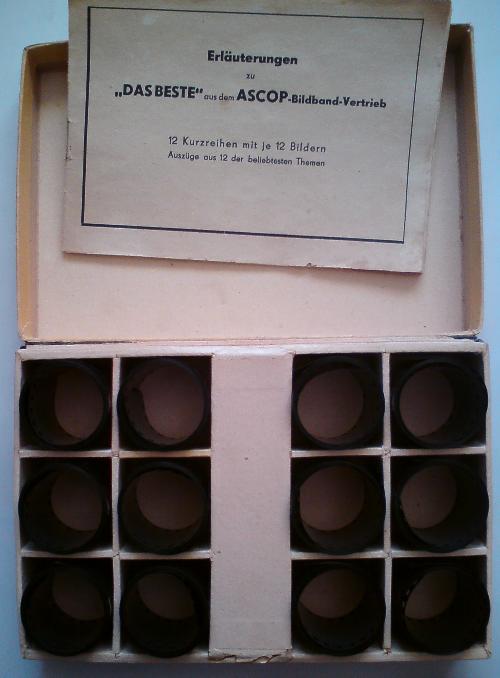 Erläuterungen
zu
„DAS BESTE“ aus dem ASCOP-Bildband-Vertrieb
12 Kurzreihen mit je 12 Bildern
Auszüge aus 12 der beliebtesten Themen